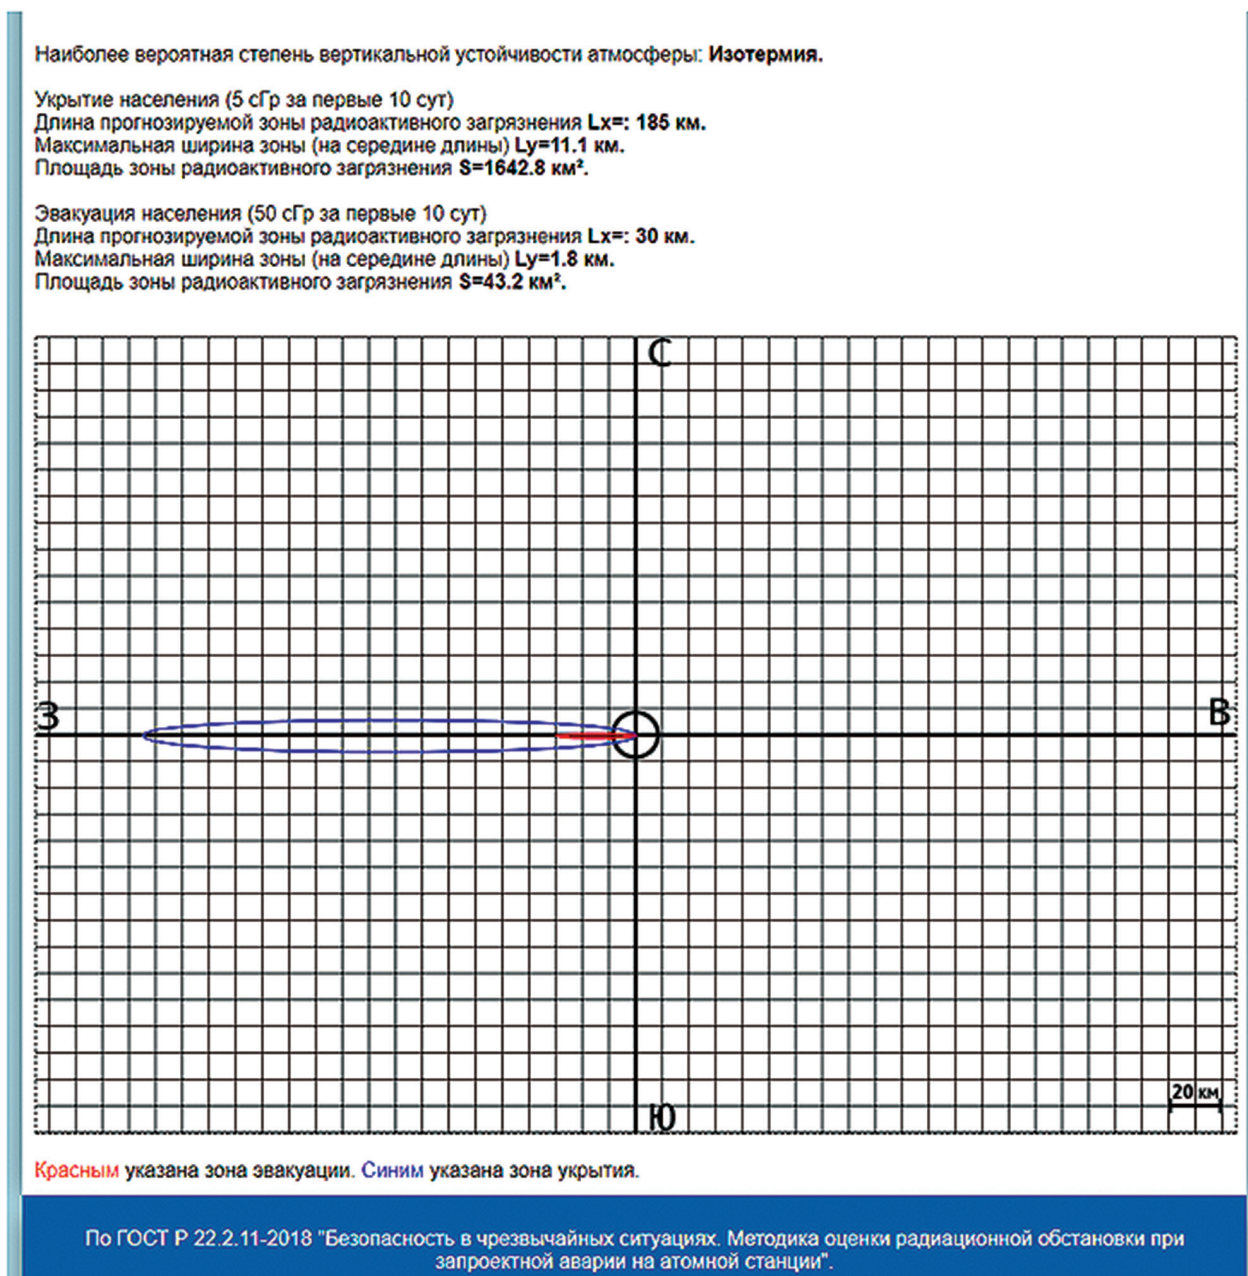 Наиболее вероятная степень вертикальной устойчивости атмосферы: Изотермия.
Укрытие населения (5 сГр за первые 10 сут)
Длина прогнозируемой зоны радиоактивного загрязнения Lx=: 185 км.
Максимальная ширина зоны (на середине длины) Ly=11.1 км.
Площадь зоны радиоактивного загрязнения S=1642.8 км².
Эвакуация населения (50 сГр за первые 10 сут)
Длина прогнозируемой зоны радиоактивного загрязнения Lx=: 30 км.
Максимальная ширина зоны (на середине длины) Ly=1.8 км.
Площадь зоны радиоактивного загрязнения S=43.2 км².
С
З
В
20 км
Ю
Красным указана зона эвакуации. Синим указана зона укрытия.
По ГОСТ Р 22.2.11-2018 "Безопасность в чрезвычайных ситуациях. Методика оценки радиационной обстановки при
запроектной аварии на атомной станции".